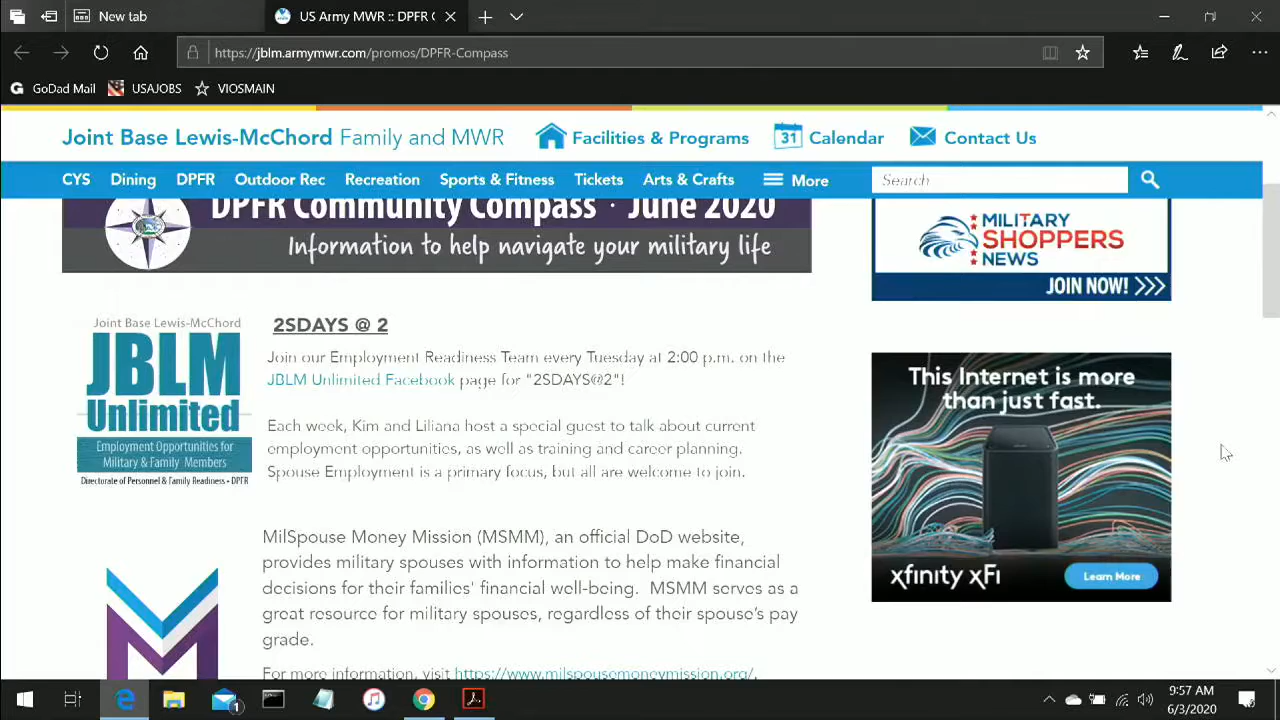 New tab
US Army MWR :: DPFR C
https://jblm.armymwr.com/promos/DPFR-Compass
GoDad Mail
USAJOBS
VIOSMAIN
Joint Base Lewis-McChord Family and MWR
Facilities & Programs
31
Calendar
Contact Us
CYS
Dining
DPFR
Outdoor Rec
Recreation
Sports & Fitness
Tickets
Arts & Crafts
More
Search
DPFR Community Compass · June 2020
Information to help navigate your military life
MILITARY
SHOPPERS
NEWS
JOIN NOW! >>>
Joint Base Lewis-McChord
JBLM
Unlimited
Employment Opportunities for
Military & Family Members
Directorate of Personnel & Family Readiness • DPFR
2SDAYS @ 2
Join our Employment Readiness Team every Tuesday at 2:00 p.m. on the
JBLM Unlimited Facebook page for "2SDAYS@2"!
Each week, Kim and Liliana host a special guest to talk about current
employment opportunities, as well as training and career planning.
Spouse Employment is a primary focus, but all are welcome to join.
This Internet is more
than just fast.
xfinity xFi
Learn More
MilSpouse Money Mission (MSMM), an official DoD website,
provides military spouses with information to help make financial
decisions for their families' financial well-being. MSMM serves as a
great resource for military spouses, regardless of their spouse's pay
grade.
For more information, visit https://www.milspousemoneymission.org/.
1
9:57 AM
6/3/2020